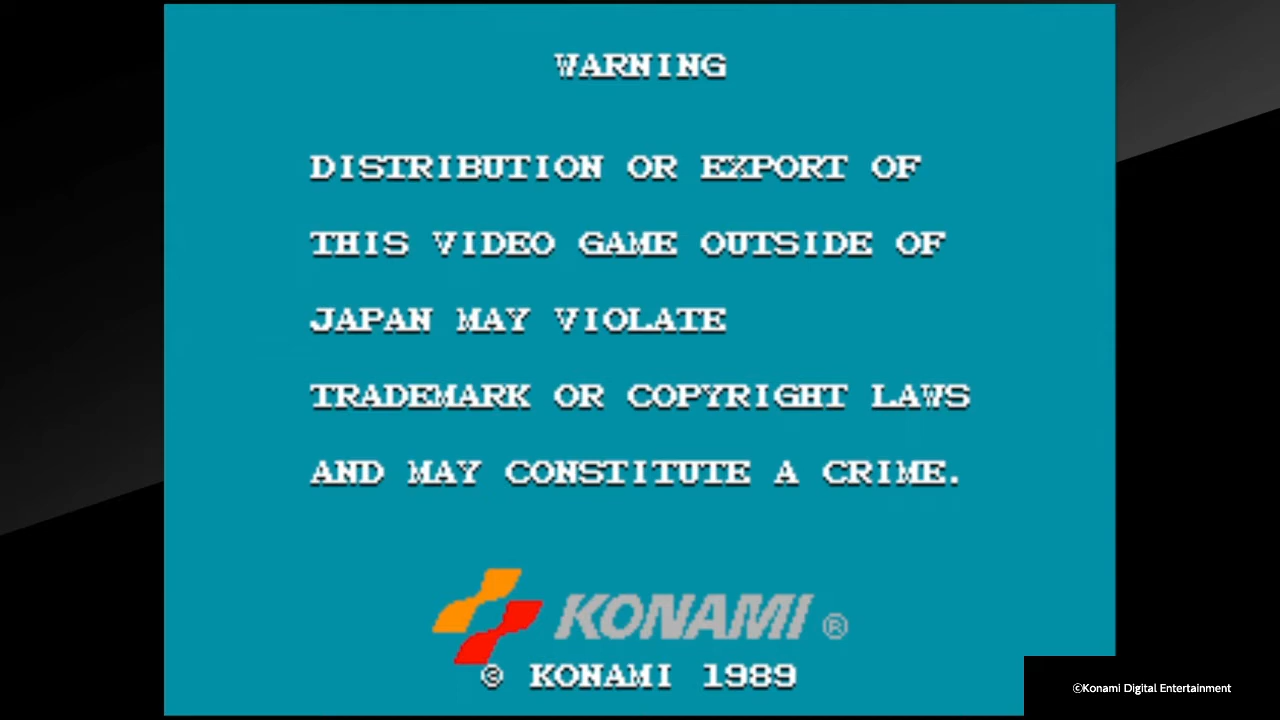 WARNING
DISTRIBUTION OR EXPORT OF
THIS VIDEO GAME OUTSIDE OF
JAPAN MAY VIOLATE
TRADEMARK OR COPYRIGHT LAWS
AND MAY CONSTITUTE A CRIME.
KONAMI ®
© KONAMI 1989
©Konami Digital Entertainment